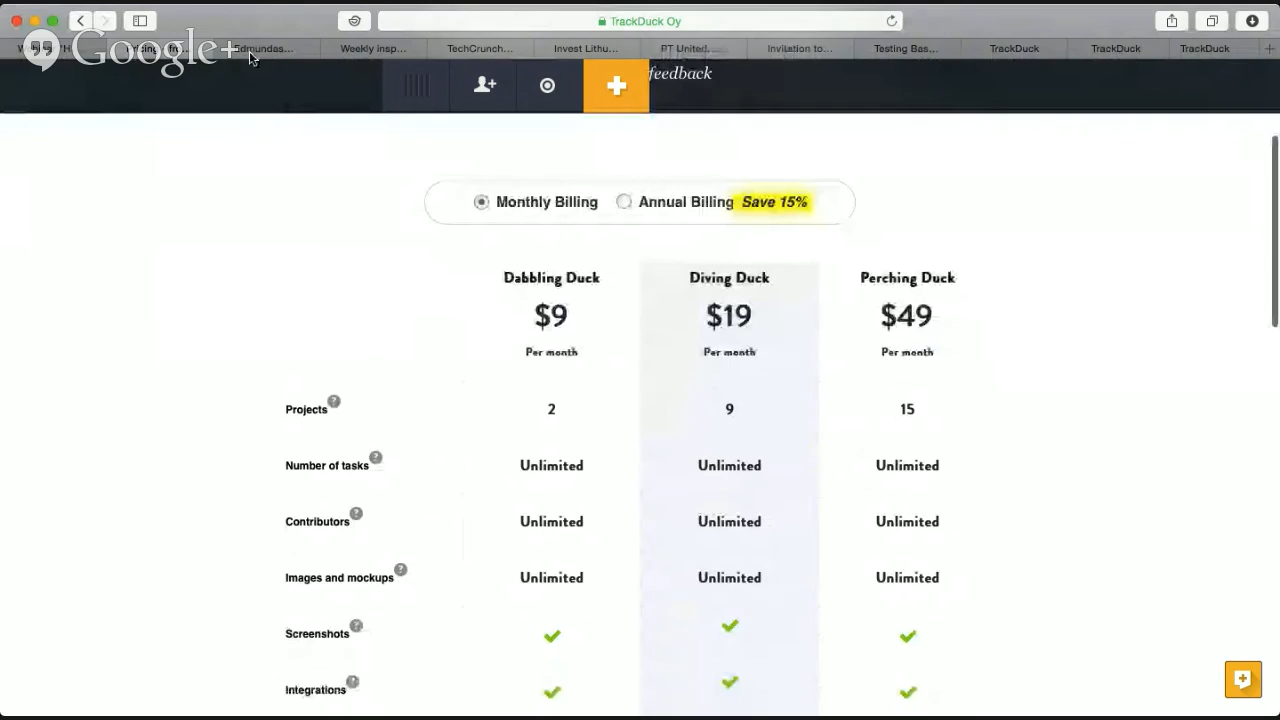 TrackDuck Oy
Edmundas... Weekly insp... TechCrunch... Invest Lithu... PT United... Invitation to... Testing Bas... TrackDuck TrackDuck TrackDuck
Google+
feedback
Monthly Billing Annual Billing Save 15%
Dabbling Duck Diving Duck Perching Duck
$9 $19 $49
Per month Per month Per month
Projects ? 2 9 15
Number of tasks ? Unlimited Unlimited Unlimited
Contributors ? Unlimited Unlimited Unlimited
Images and mockups ? Unlimited Unlimited Unlimited
Screenshots ?
Integrations ?